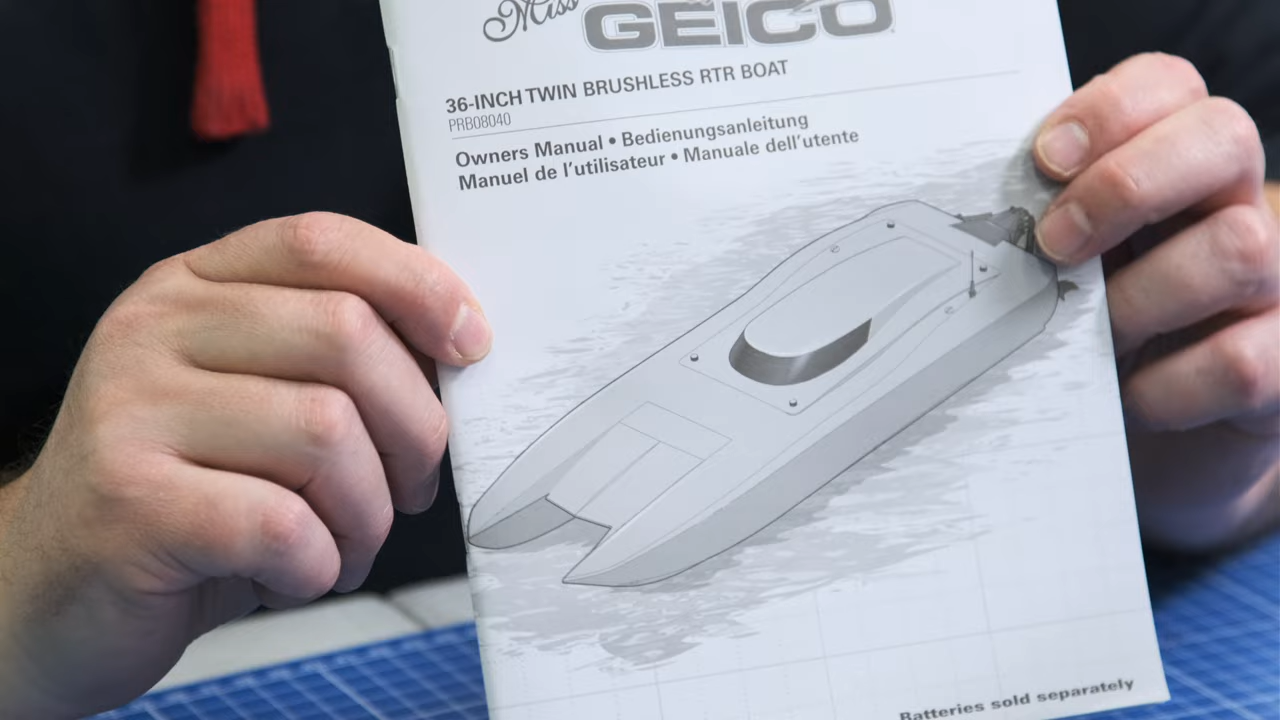 Miss GEICO
36-INCH TWIN BRUSHLESS RTR BOAT
PRB08040
Owners Manual • Bedienungsanleitung
Manuel de l'utilisateur • Manuale dell'utente
Batteries sold separately